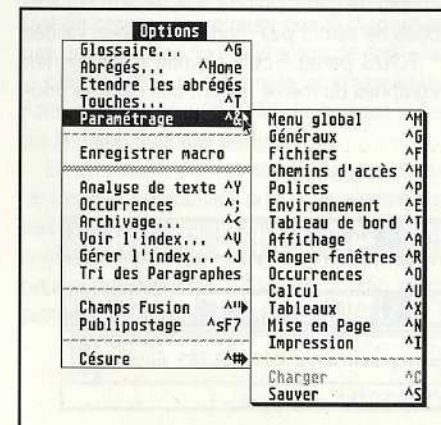 Options
Glossaire... ^G
Abrégés... ^Home
Etendre les abrégés
Touches... ^T
Paramétrage ^&
Enregistrer macro
Analyse de texte ^Y
Occurrences ^;
Archivage... ^<
Voir l'index... ^V
Gérer l'index... ^J
Tri des Paragraphes
Champs Fusion ^"
Publipostage ^sF7
Césure ^#
Menu global ^M
Généraux ^G
Fichiers ^F
Chemins d'accès ^H
Polices ^P
Environnement ^E
Tableau de bord ^T
Affichage ^A
Ranger fenêtres ^R
Occurrences ^O
Calcul ^U
Tableaux ^X
Mise en Page ^N
Impression ^I
Charger ^C
Sauver ^S